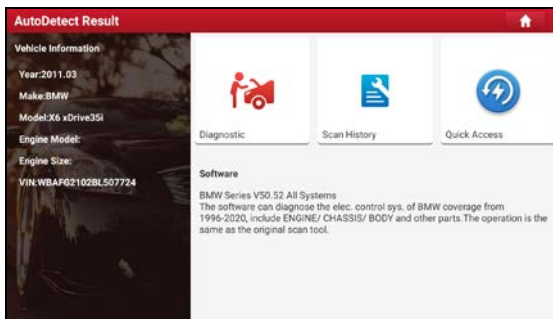 AutoDetect Result
Vehicle Information
Year:2011.03
Make:BMW
Model:X6 xDrive35i
Engine Model:
Engine Size:
VIN:WBAFG2102BL507724
Diagnostic
Scan History
Quick Access
Software
BMW Series V50.52 All Systems
The software can diagnose the elec. control sys. of BMW coverage from
1996-2020, include ENGINE/ CHASSIS/ BODY and other parts.The operation is the
same as the original scan tool.